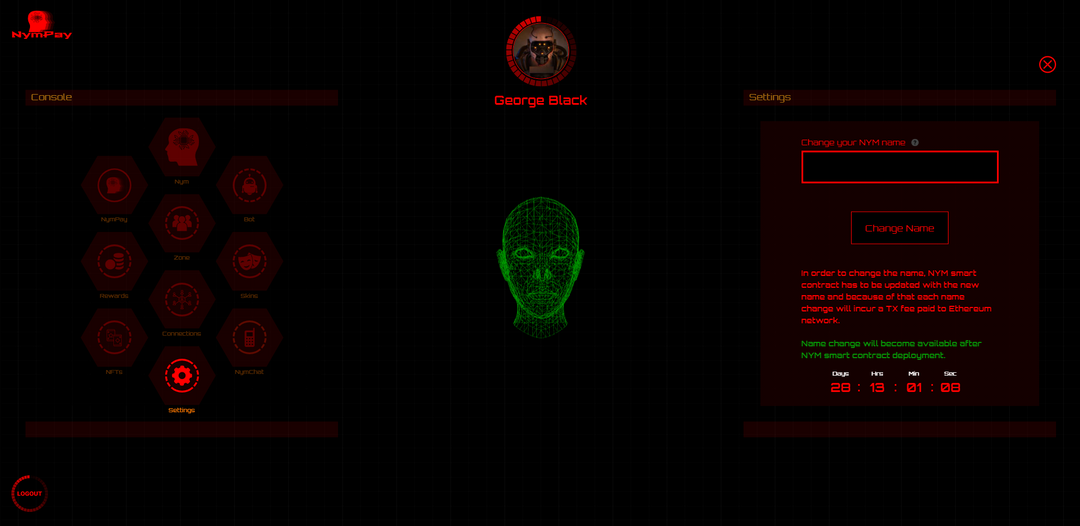 NymPay
George Black
Console
Nym
NymPay
Bot
Zone
Rewards
Skins
Connections
NFTs
NymChat
Settings
LOGOUT
Settings
Change your NYM name ?
Change Name
In order to change the name, NYM smart
contract has to be updated with the new
name and because of that each name
change will incur a TX fee paid to Ethereum
network.
Name change will become available after
NYM smart contract deployment.
Days Hrs Min Sec
28 : 13 : 01 : 08